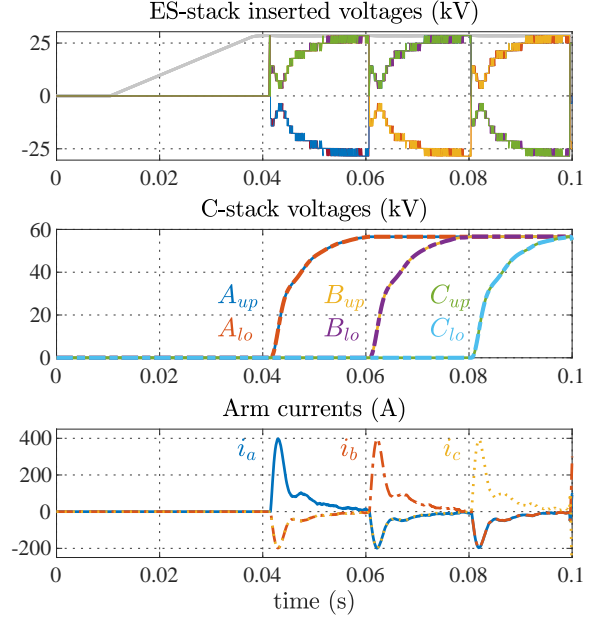 ES-stack inserted voltages (kV)
25
0
-25
0 0.02 0.04 0.06 0.08 0.1
C-stack voltages (kV)
60
40
20
0
A_up B_up C_up
A_lo B_lo C_lo
0 0.02 0.04 0.06 0.08 0.1
Arm currents (A)
400
200
0
-200
i_a i_b i_c
0 0.02 0.04 0.06 0.08 0.1
time (s)